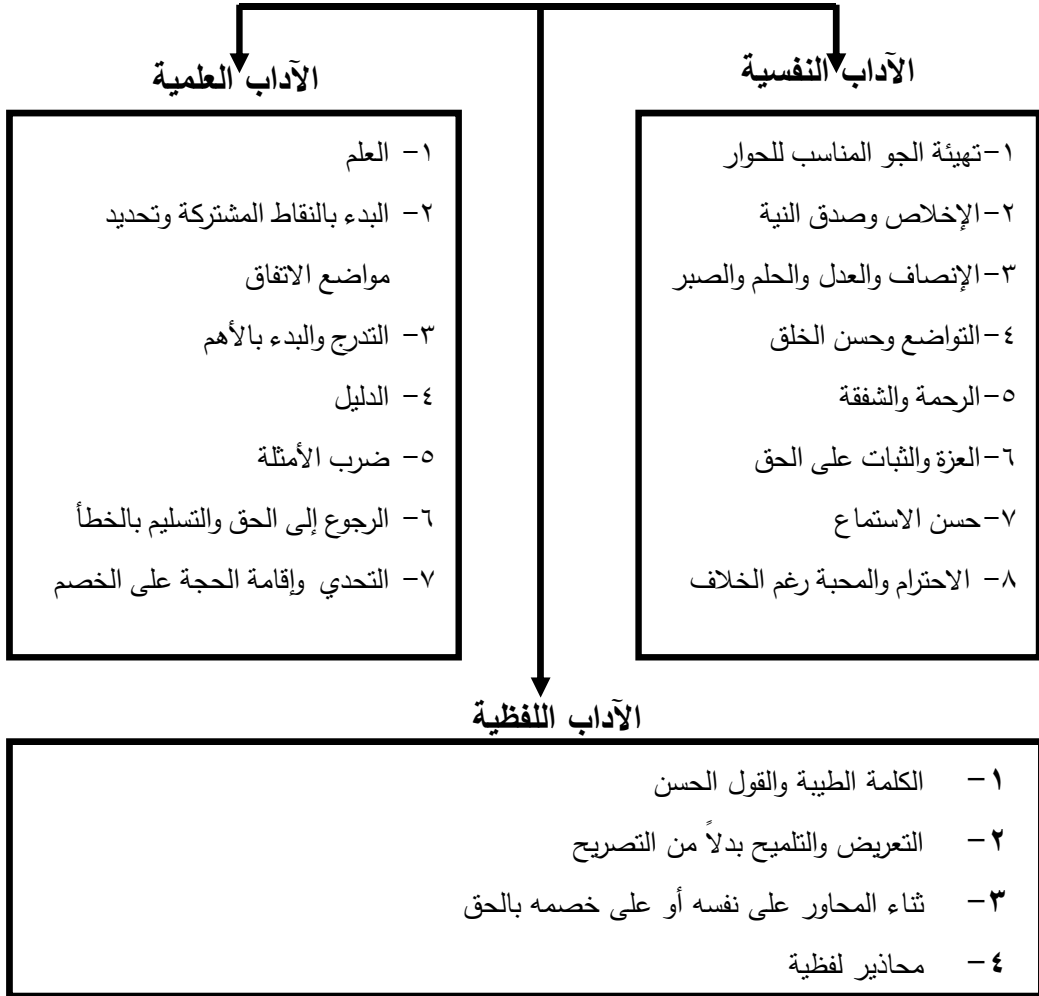 الآداب النفسية
١-تهيئة الجو المناسب للحوار
٢-الإخلاص وصدق النية
٣-الإنصاف والعدل والحلم والصبر
٤-التواضع وحسن الخلق
٥-الرحمة والشفقة
٦-العزة والثبات على الحق
٧-حسن الاستماع
٨- الاحترام والمحبة رغم الخلاف
الآداب العلمية
١- العلم
٢- البدء بالنقاط المشتركة وتحديد
مواضع الاتفاق
٣- التدرج والبدء بالأهم
٤- الدليل
٥- ضرب الأمثلة
٦- الرجوع إلى الحق والتسليم بالخطأ
٧- التحدي وإقامة الحجة على الخصم
الآداب اللفظية
١- الكلمة الطيبة والقول الحسن
٢- التعريض والتلميح بدلاً من التصريح
٣- ثناء المحاور على نفسه أو على خصمه بالحق
٤- محاذير لفظية